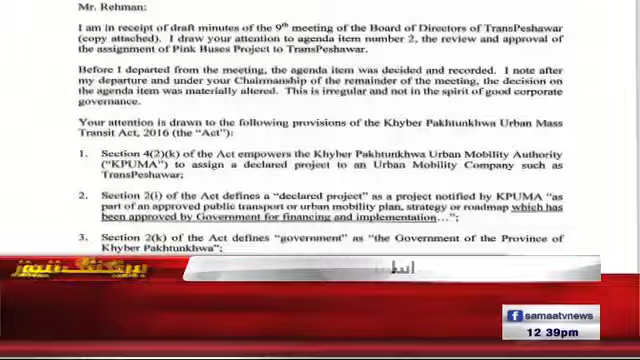 Mr. Rehman:
I am in receipt of draft minutes of the 9th meeting of the Board of Directors of TransPeshawar
(copy attached). I draw your attention to agenda item number 2, the review and approval of
the assignment of Pink Buses Project to TransPeshawar.
Before I departed from the meeting, the agenda item was decided and recorded. I note after
my departure and under your Chairmanship of the remainder of the meeting, the decision on
the agenda item was materially altered. This is irregular and not in the spirit of good corporate
governance.
Your attention is drawn to the following provisions of the Khyber Pakhtunkhwa Urban Mass
Transit Act, 2016 (the “Act”):
1. Section 4(2)(k) of the Act empowers the Khyber Pakhtunkhwa Urban Mobility Authority
(“KPUMA”) to assign a declared project to an Urban Mobility Company such as
TransPeshawar;
2. Section 2(i) of the Act defines a “declared project” as a project notified by KPUMA “as
part of an approved public transport or urban mobility plan, strategy or roadmap which has
been approved by Government for financing and implementation…”;
3. Section 2(k) of the Act defines “government” as “the Government of the Province of
Khyber Pakhtunkhwa”;
بریکنگ نیوز
samaatvnews
12:39pm